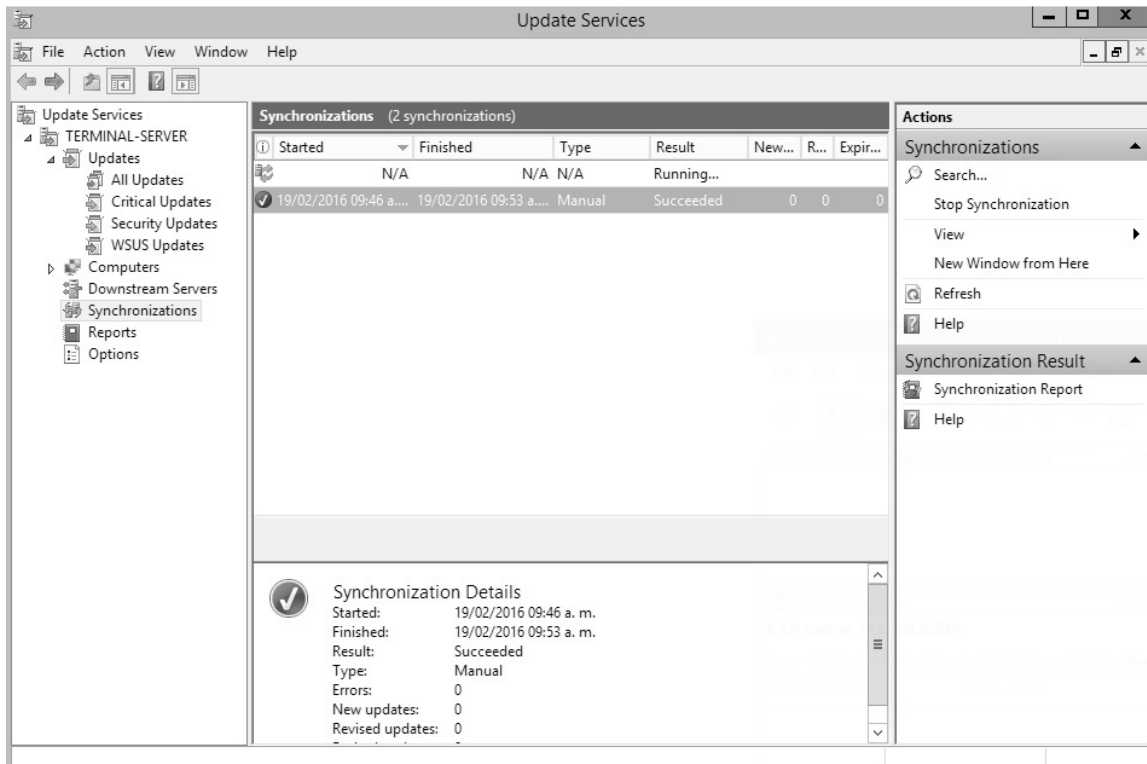 Update Services
File Action View Window Help
Update Services
TERMINAL-SERVER
Updates
All Updates
Critical Updates
Security Updates
WSUS Updates
Computers
Downstream Servers
Synchronizations
Reports
Options
Synchronizations (2 synchronizations)
Started Finished Type Result New... R... Expir...
N/A N/A N/A Running...
19/02/2016 09:46 a.... 19/02/2016 09:53 a.... Manual Succeeded 0 0 0
Synchronization Details
Started: 19/02/2016 09:46 a. m.
Finished: 19/02/2016 09:53 a. m.
Result: Succeeded
Type: Manual
Errors: 0
New updates: 0
Revised updates: 0
Actions
Synchronizations
Search...
Stop Synchronization
View
New Window from Here
Refresh
Help
Synchronization Result
Synchronization Report
Help